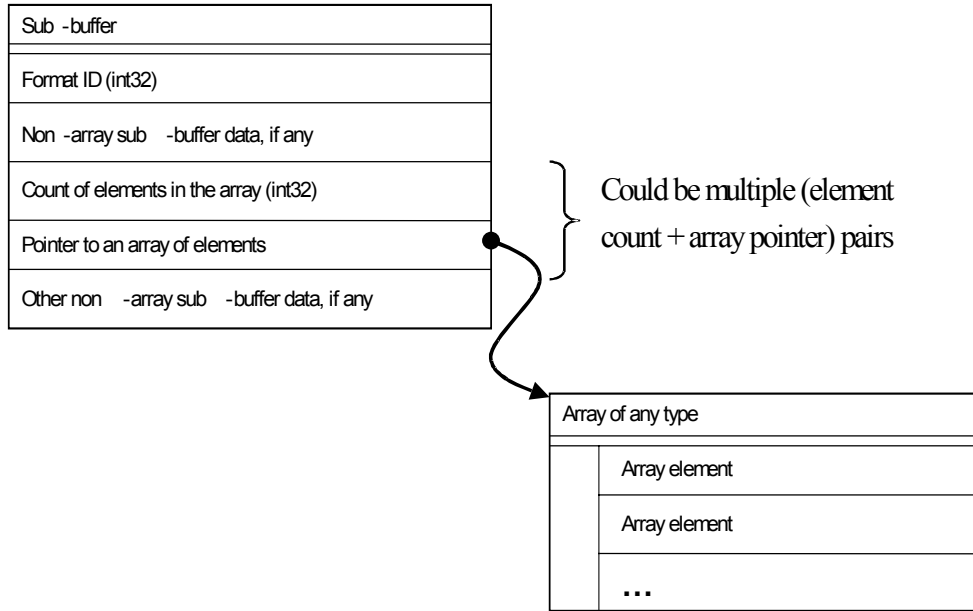 Sub -buffer
Format ID (int32)
Non -array sub -buffer data, if any
Count of elements in the array (int32)
Pointer to an array of elements
Other non -array sub -buffer data, if any
Could be multiple (element
count + array pointer) pairs
Array of any type
Array element
Array element
...